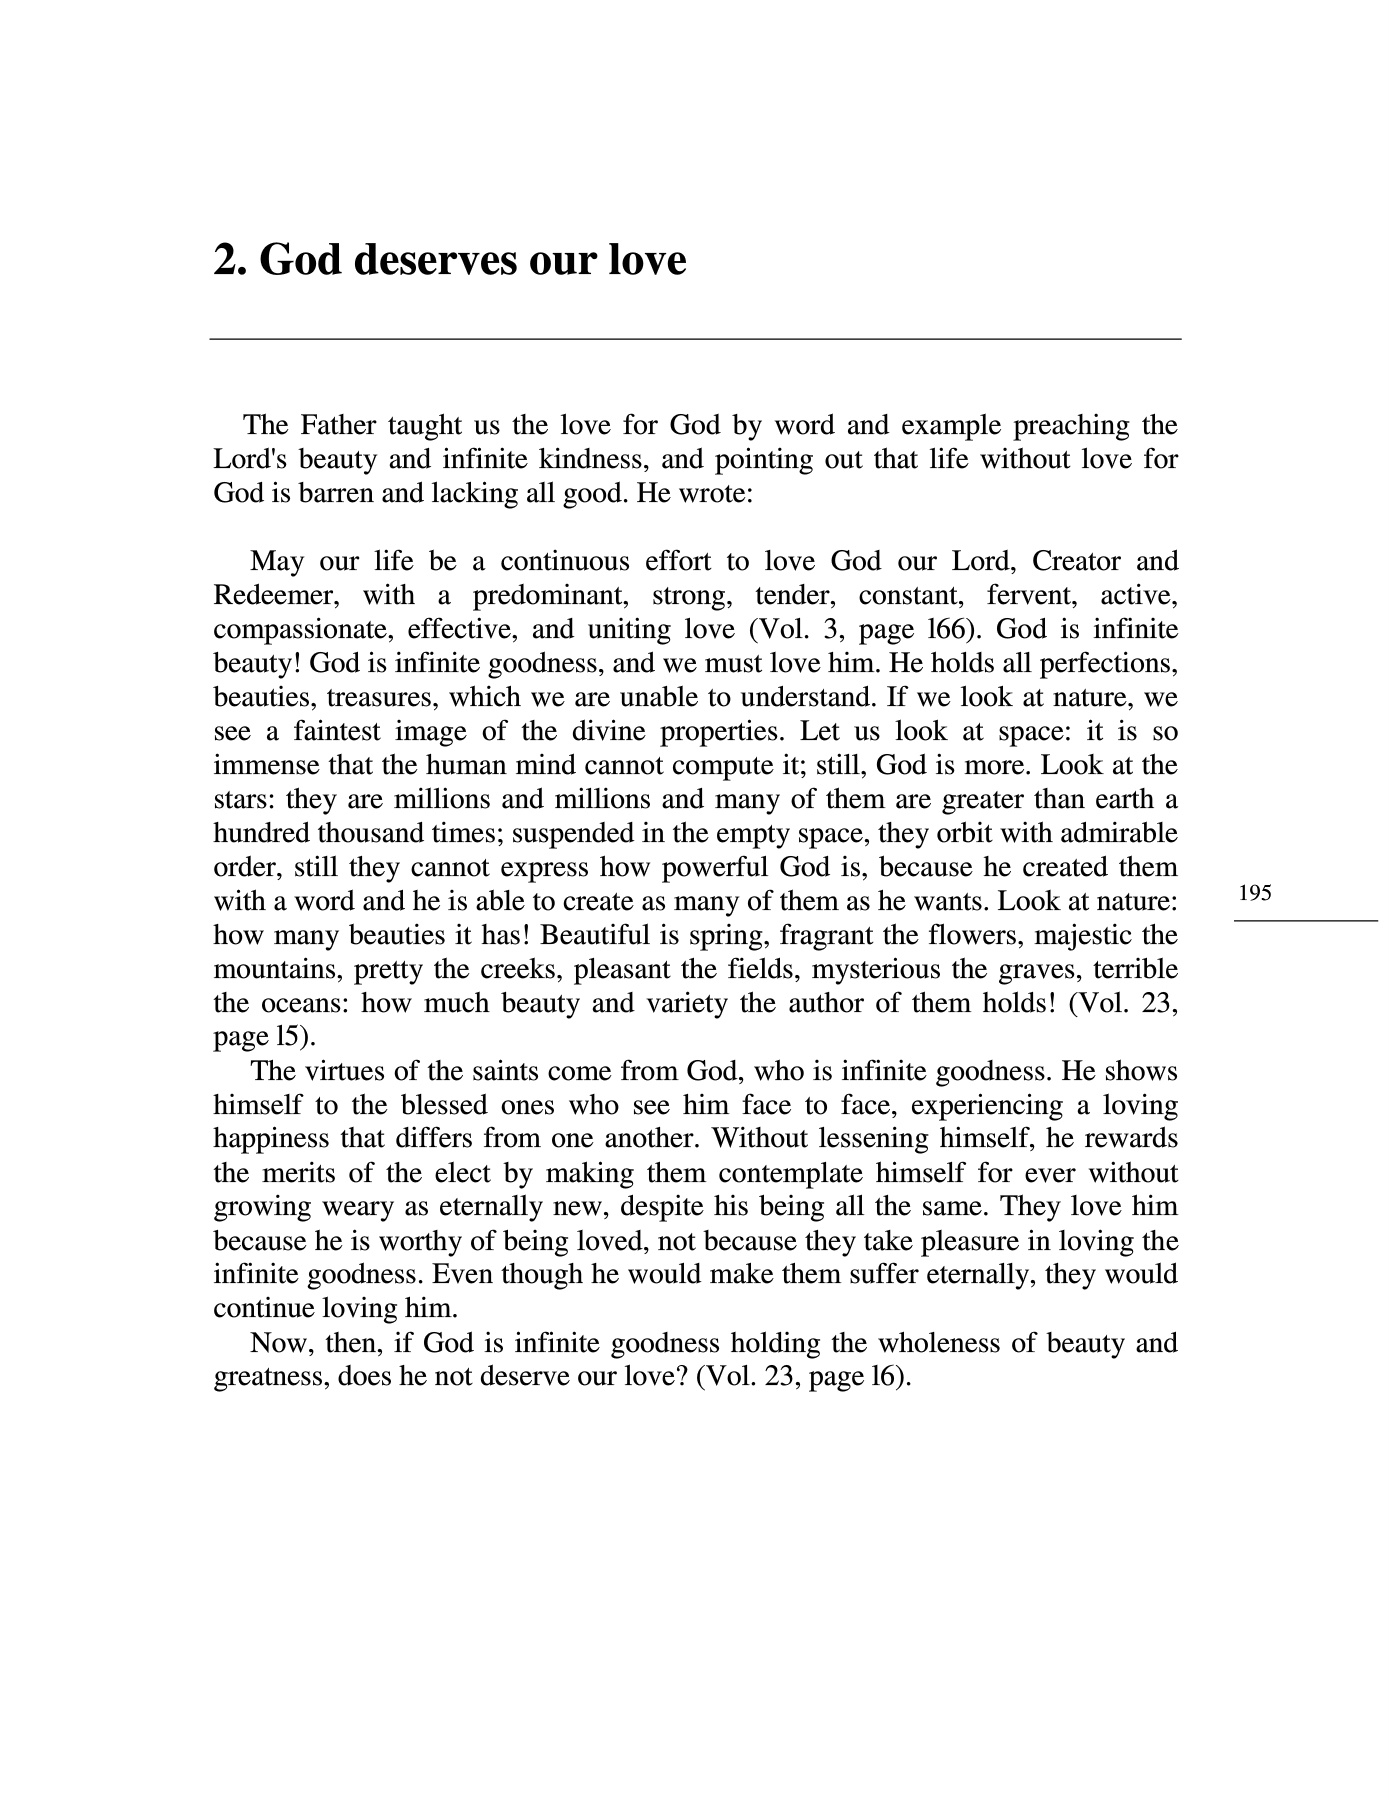 2. God deserves our love
The Father taught us the love for God by word and example preaching the
Lord's beauty and infinite kindness, and pointing out that life without love for
God is barren and lacking all good. He wrote:
May our life be a continuous effort to love God our Lord, Creator and
Redeemer, with a predominant, strong, tender, constant, fervent, active,
compassionate, effective, and uniting love (Vol. 3, page l66). God is infinite
beauty! God is infinite goodness, and we must love him. He holds all perfections,
beauties, treasures, which we are unable to understand. If we look at nature, we
see a faintest image of the divine properties. Let us look at space: it is so
immense that the human mind cannot compute it; still, God is more. Look at the
stars: they are millions and millions and many of them are greater than earth a
hundred thousand times; suspended in the empty space, they orbit with admirable
order, still they cannot express how powerful God is, because he created them
with a word and he is able to create as many of them as he wants. Look at nature:
how many beauties it has! Beautiful is spring, fragrant the flowers, majestic the
mountains, pretty the creeks, pleasant the fields, mysterious the graves, terrible
the oceans: how much beauty and variety the author of them holds! (Vol. 23,
page l5).
The virtues of the saints come from God, who is infinite goodness. He shows
himself to the blessed ones who see him face to face, experiencing a loving
happiness that differs from one another. Without lessening himself, he rewards
the merits of the elect by making them contemplate himself for ever without
growing weary as eternally new, despite his being all the same. They love him
because he is worthy of being loved, not because they take pleasure in loving the
infinite goodness. Even though he would make them suffer eternally, they would
continue loving him.
Now, then, if God is infinite goodness holding the wholeness of beauty and
greatness, does he not deserve our love? (Vol. 23, page l6).
195